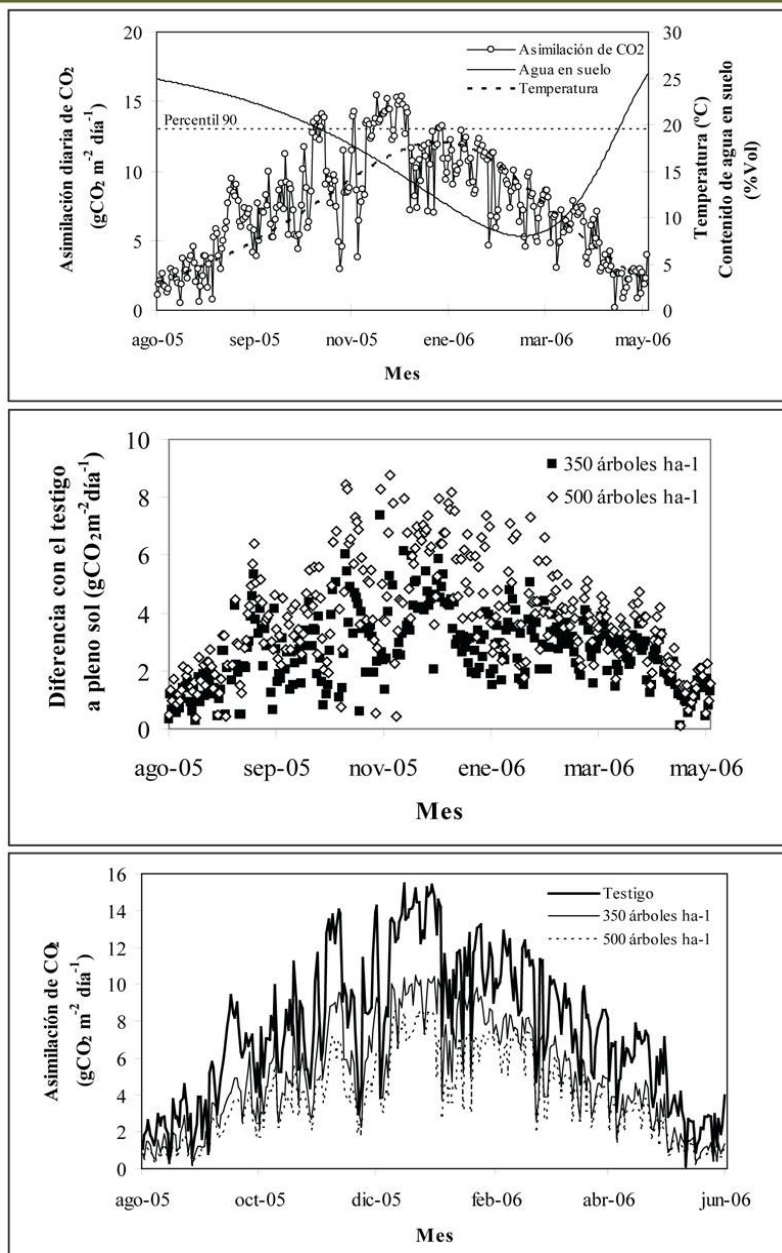 Asimilación diaria de CO2
(gCO2 m-2 día-1)
20
15
10
5
0
Percentil 90
Asimilación de CO2
Agua en suelo
Temperatura
30
25
20
15
10
5
0
Temperatura (ºC)
Contenido de agua en suelo
(%Vol)
ago-05 sep-05 nov-05 ene-06 mar-06 may-06
Mes
Diferencia con el testigo
a pleno sol (gCO2m-2día-1)
10
8
6
4
2
0
350 árboles ha-1
500 árboles ha-1
ago-05 sep-05 nov-05 ene-06 mar-06 may-06
Mes
Asimilación de CO2
(gCO2 m-2 día-1)
16
14
12
10
8
6
4
2
0
Testigo
350 árboles ha-1
500 árboles ha-1
ago-05 oct-05 dic-05 feb-06 abr-06 jun-06
Mes